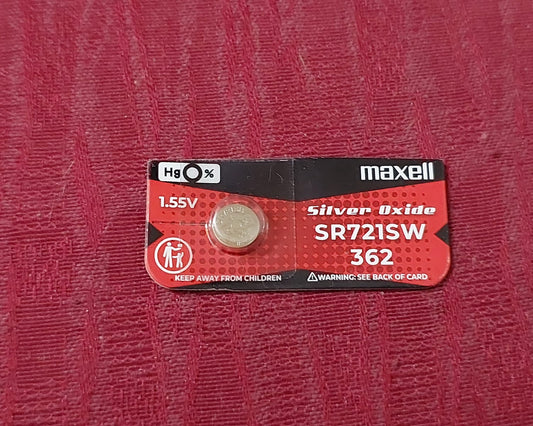 Hg 0%
maxell
1.55V
Silver Oxide
SR721SW
362
KEEP AWAY FROM CHILDREN
⚠WARNING: SEE BACK OF CARD